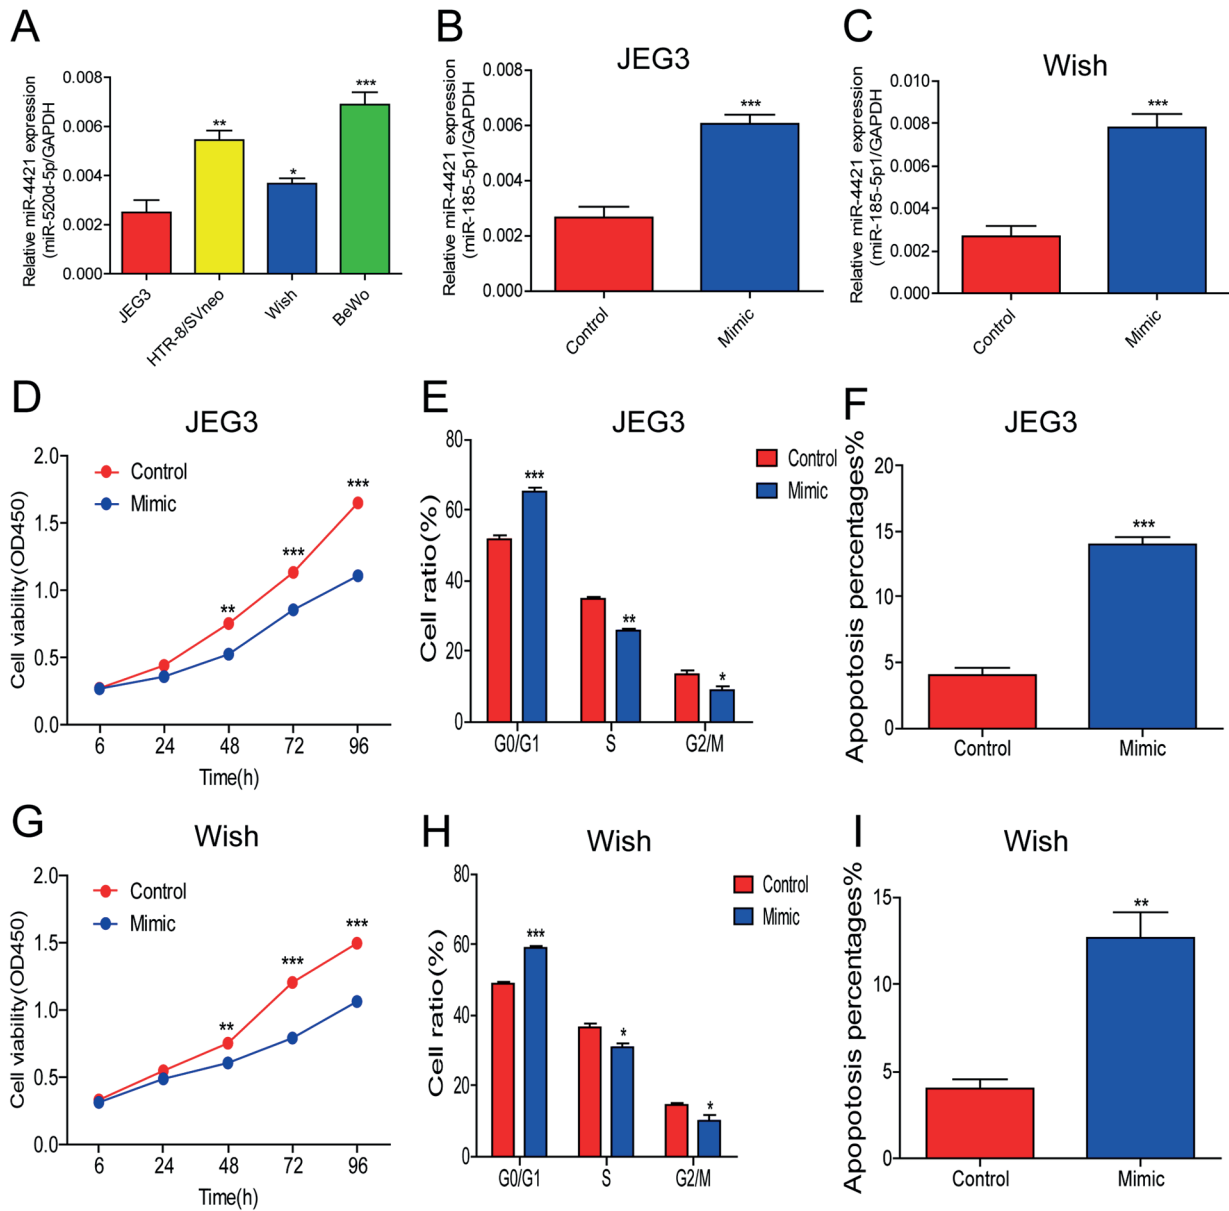 A
Relative miR-4421 expression
(miR-520d-5p/GAPDH)
0.008
0.006
0.004
0.002
0.000
**
*
***
JEG3
HTR-8/SVneo
Wish
BeWo
B
JEG3
Relative miR-4421 expression
(miR-185-5p1/GAPDH)
0.008
0.006
0.004
0.002
0.000
***
Control
Mimic
C
Wish
Relative miR-4421 expression
(miR-185-5p1/GAPDH)
0.010
0.008
0.006
0.004
0.002
0.000
***
Control
Mimic
D
JEG3
Cell viability(OD450)
2.0
1.5
1.0
0.5
0.0
Control
Mimic
**
***
***
6 24 48 72 96
Time(h)
E
JEG3
Cell ratio(%)
80
60
40
20
0
Control
Mimic
***
**
*
G0/G1 S G2/M
F
JEG3
Apopotosis percentages%
20
15
10
5
0
***
Control Mimic
G
Wish
Cell viability(OD450)
2.0
1.5
1.0
0.5
0.0
Control
Mimic
**
***
***
6 24 48 72 96
Time(h)
H
Wish
Cell ratio(%)
80
60
40
20
0
Control
Mimic
***
*
*
G0/G1 S G2/M
I
Wish
Apopotosis percentages%
15
10
5
0
**
Control Mimic